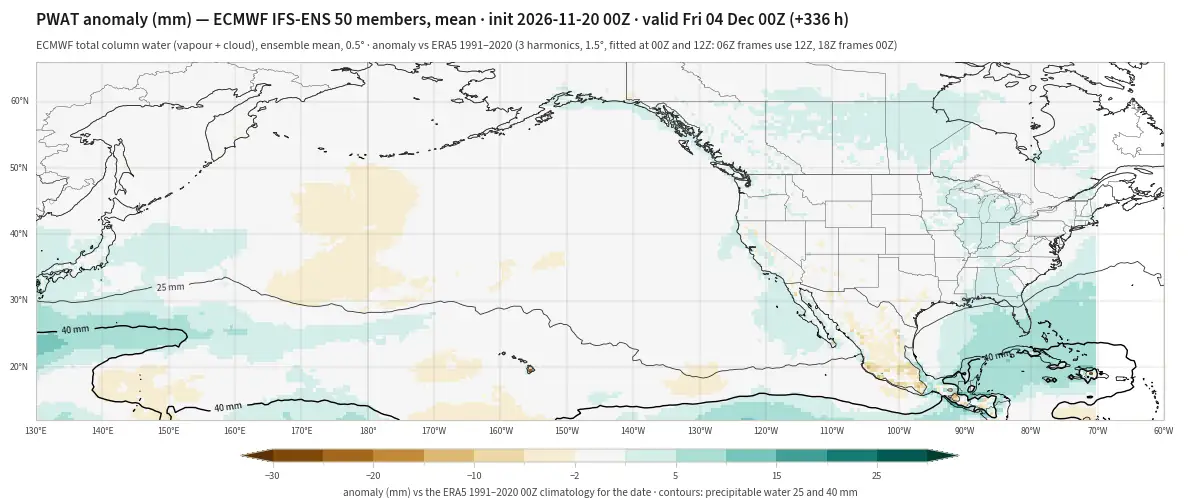 PWAT anomaly (mm) — ECMWF IFS-ENS 50 members, mean · init 2026-11-20 00Z · valid Fri 04 Dec 00Z (+336 h)
ECMWF total column water (vapour + cloud), ensemble mean, 0.5° · anomaly vs ERA5 1991–2020 (3 harmonics, 1.5°, fitted at 00Z and 12Z: 06Z frames use 12Z, 18Z frames 00Z)
60°N
50°N
40°N
30°N
20°N
25 mm
40 mm
40 mm
40 mm
130°E 140°E 150°E 160°E 170°E 180° 170°W 160°W 150°W 140°W 130°W 120°W 110°W 100°W 90°W 80°W 70°W 60°W
−30 −20 −10 −2 5 15 25
anomaly (mm) vs the ERA5 1991–2020 00Z climatology for the date · contours: precipitable water 25 and 40 mm